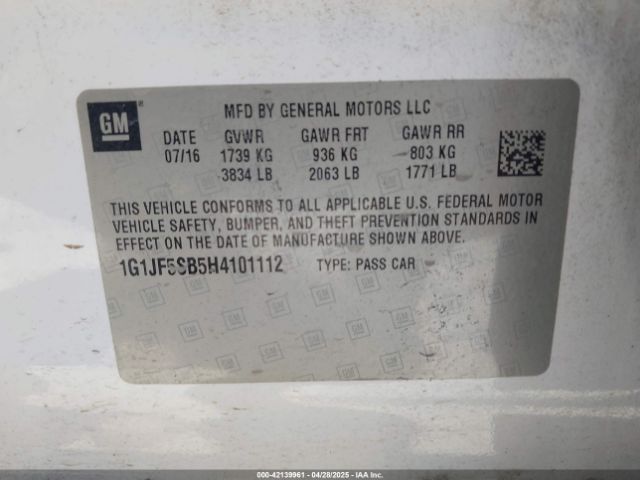 GM
MFD BY GENERAL MOTORS LLC
DATE GVWR GAWR FRT GAWR RR
07/16 1739 KG 936 KG 803 KG
3834 LB 2063 LB 1771 LB
THIS VEHICLE CONFORMS TO ALL APPLICABLE U.S. FEDERAL MOTOR
VEHICLE SAFETY, BUMPER, AND THEFT PREVENTION STANDARDS IN
EFFECT ON THE DATE OF MANUFACTURE SHOWN ABOVE.
1G1JF5SB5H4101112 TYPE: PASS CAR
000-42139961 | 04/28/2025 | IAA Inc.